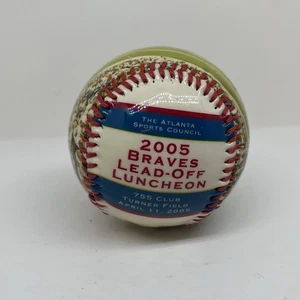 THE ATLANTA
SPORTS COUNCIL
2005
BRAVES
LEAD-OFF
LUNCHEON
755 CLUB
TURNER FIELD
APRIL 11, 2005